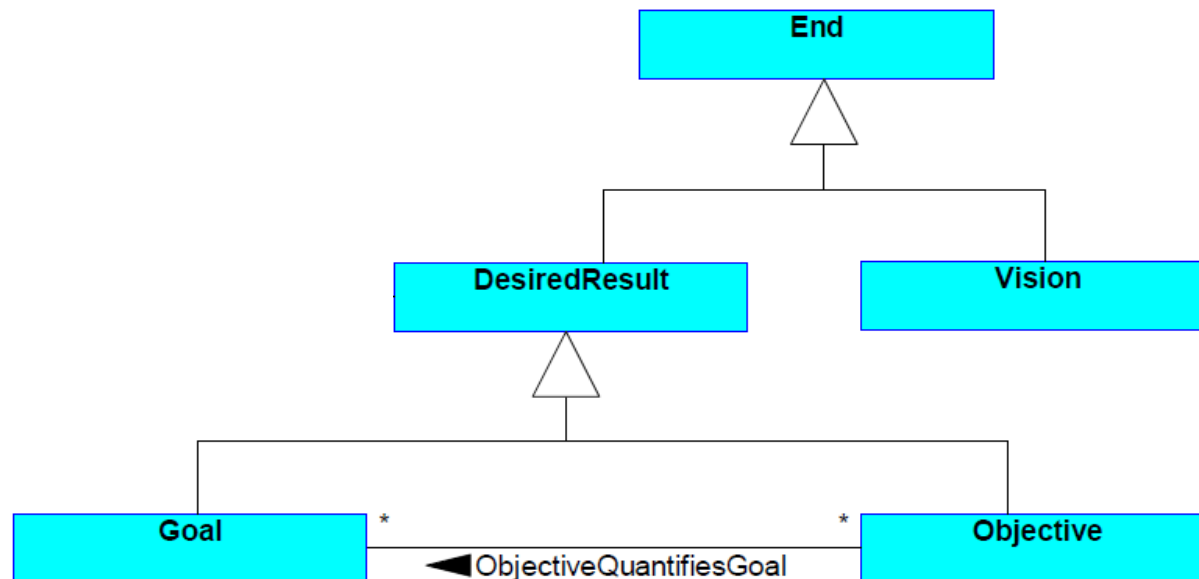 End
DesiredResult
Vision
Goal
*
*
Objective
ObjectiveQuantifiesGoal